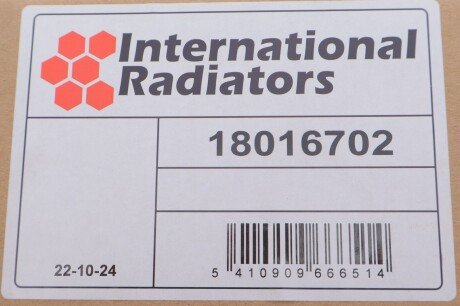 International
Radiators
18016702
22-10-24
5 410909 666514